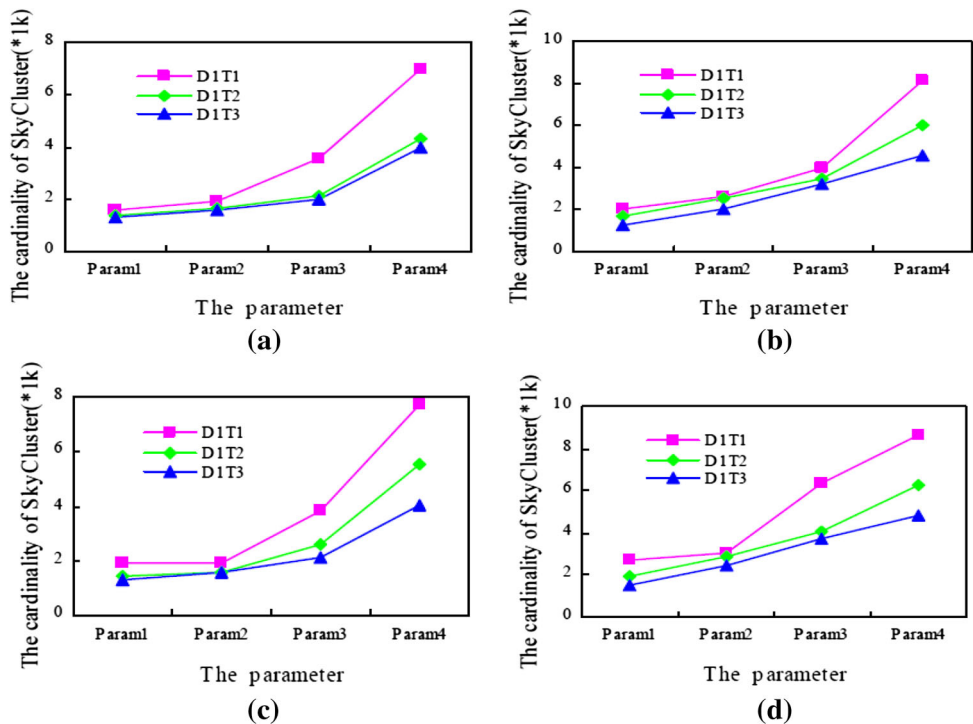 The cardinality of SkyCluster(*1k)
8
6
4
2
0
D1T1
D1T2
D1T3
Param1 Param2 Param3 Param4
The parameter
(a)
The cardinality of SkyCluster(*1k)
10
8
6
4
2
0
D1T1
D1T2
D1T3
Param1 Param2 Param3 Param4
The parameter
(b)
The cardinality of SkyCluster(*1k)
8
6
4
2
0
D1T1
D1T2
D1T3
Param1 Param2 Param3 Param4
The parameter
(c)
The cardinality of SkyCluster(*1k)
10
8
6
4
2
0
D1T1
D1T2
D1T3
Param1 Param2 Param3 Param4
The parameter
(d)